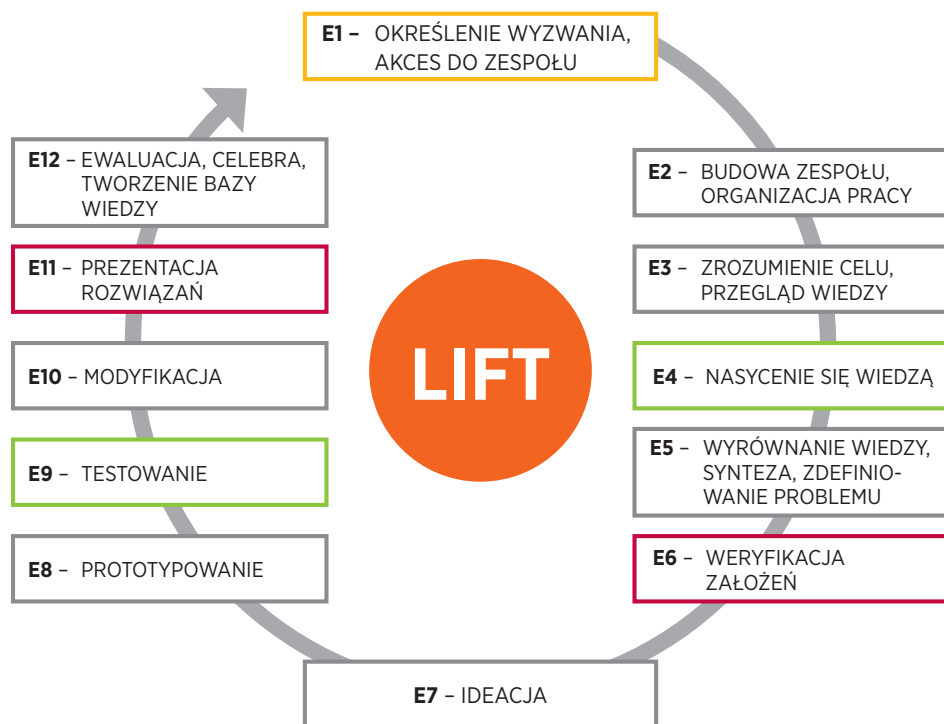 E1 – OKREŚLENIE WYZWANIA,
AKCES DO ZESPOŁU
E2 – BUDOWA ZESPOŁU,
ORGANIZACJA PRACY
E3 – ZROZUMIENIE CELU,
PRZEGLĄD WIEDZY
E4 – NASYCENIE SIĘ WIEDZĄ
E5 – WYRÓWNANIE WIEDZY,
SYNTEZA, ZDEFINIO-
WANIE PROBLEMU
E6 – WERYFIKACJA
ZAŁOŻEŃ
E7 – IDEACJA
E8 – PROTOTYPOWANIE
E9 – TESTOWANIE
E10 – MODYFIKACJA
E11 – PREZENTACJA
ROZWIĄZAŃ
E12 – EWALUACJA, CELEBRA,
TWORZENIE BAZY
WIEDZY
LIFT